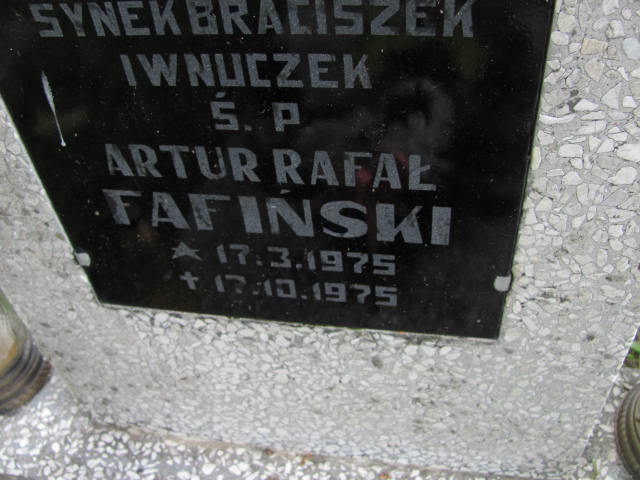 SYNEK BRACISZEK
I WNUCZEK
Ś. P
ARTUR RAFAŁ
FAFIŃSKI
★ 17.3.1975
✝ 17.10.1975